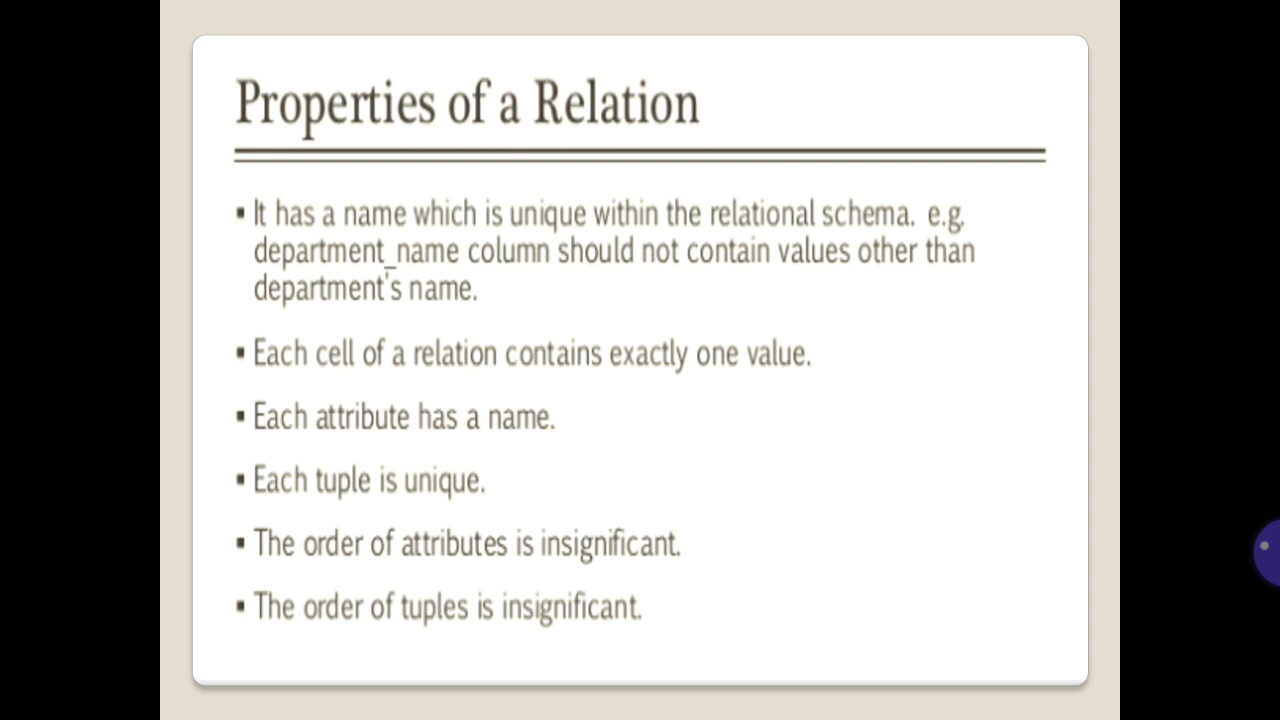 Properties of a Relation
▪ It has a name which is unique within the relational schema. e.g.
department_name column should not contain values other than
department's name.
▪ Each cell of a relation contains exactly one value.
▪ Each attribute has a name.
▪ Each tuple is unique.
▪ The order of attributes is insignificant.
▪ The order of tuples is insignificant.